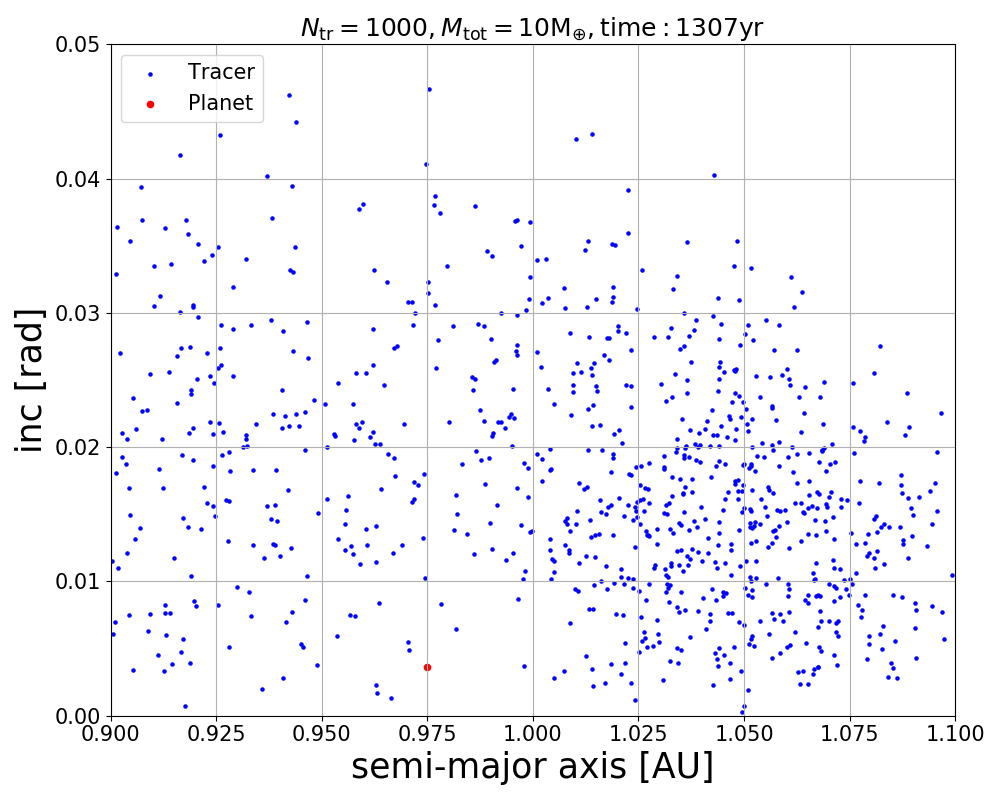 N_tr = 1000, M_tot = 10M_⊕, time : 1307yr
Tracer
Planet
0.05
0.04
0.03
0.02
0.01
0.00
inc [rad]
0.900 0.925 0.950 0.975 1.000 1.025 1.050 1.075 1.100
semi-major axis [AU]